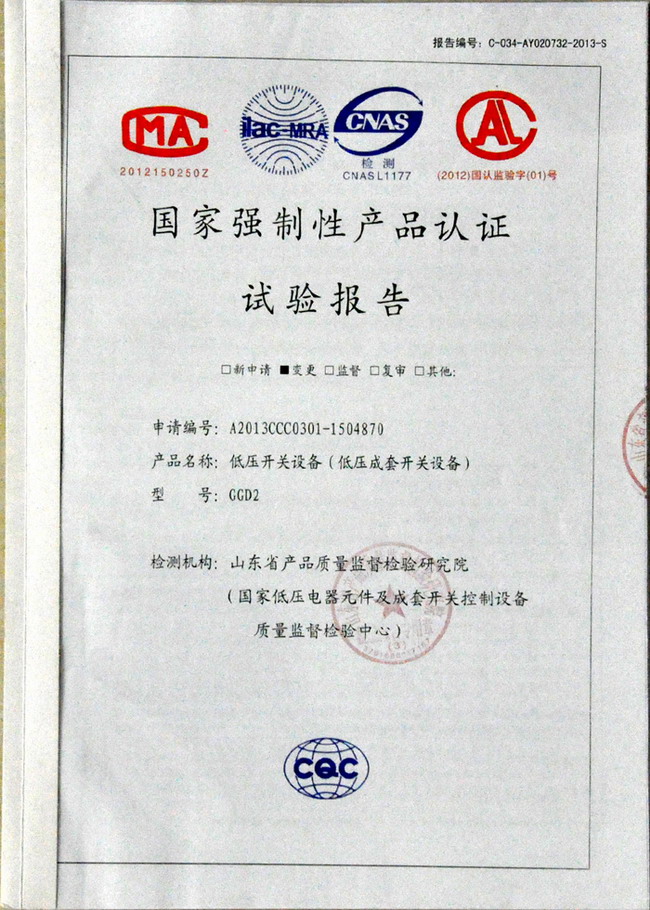 报告编号：C-034-AY020732-2013-S
MA
ilac-MRA
CNAS
AL
2012150250Z
检测
CNAS L1177
(2012)国认监验字(01)号
国家强制性产品认证
试验报告
□新申请 ■变更 □监督 □复审 □其他:
申请编号: A2013CCC0301-1504870
产品名称: 低压开关设备(低压成套开关设备)
型 号: GGD2
检测机构: 山东省产品质量监督检验研究院
(国家低压电器元件及成套开关控制设备
质量监督检验中心)
(3)
CQC